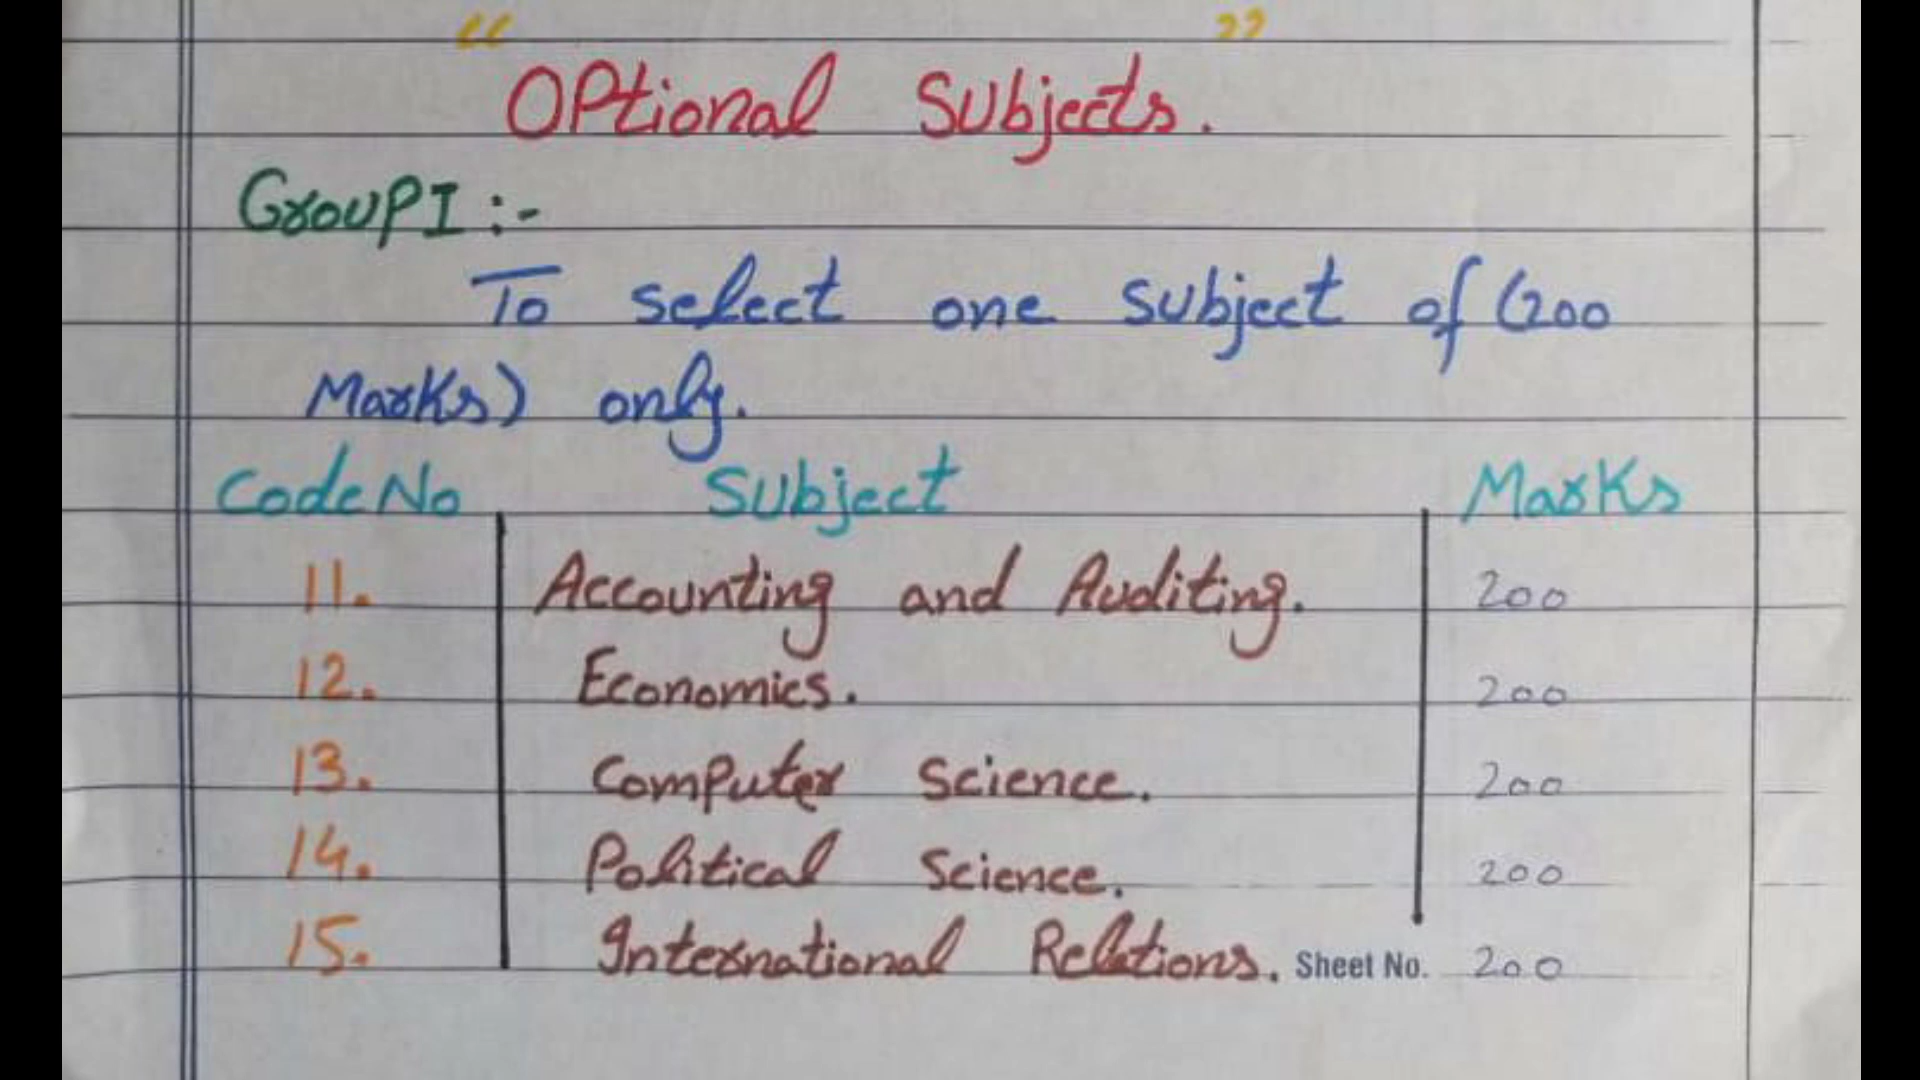 “ ”
Optional Subjects.
Group I :-
To select one subject of (200
Marks) only.
Code No Subject Marks
11. Accounting and Auditing. 200
12. Economics. 200
13. Computer Science. 200
14. Political Science. 200
15. International Relations. Sheet No. 200